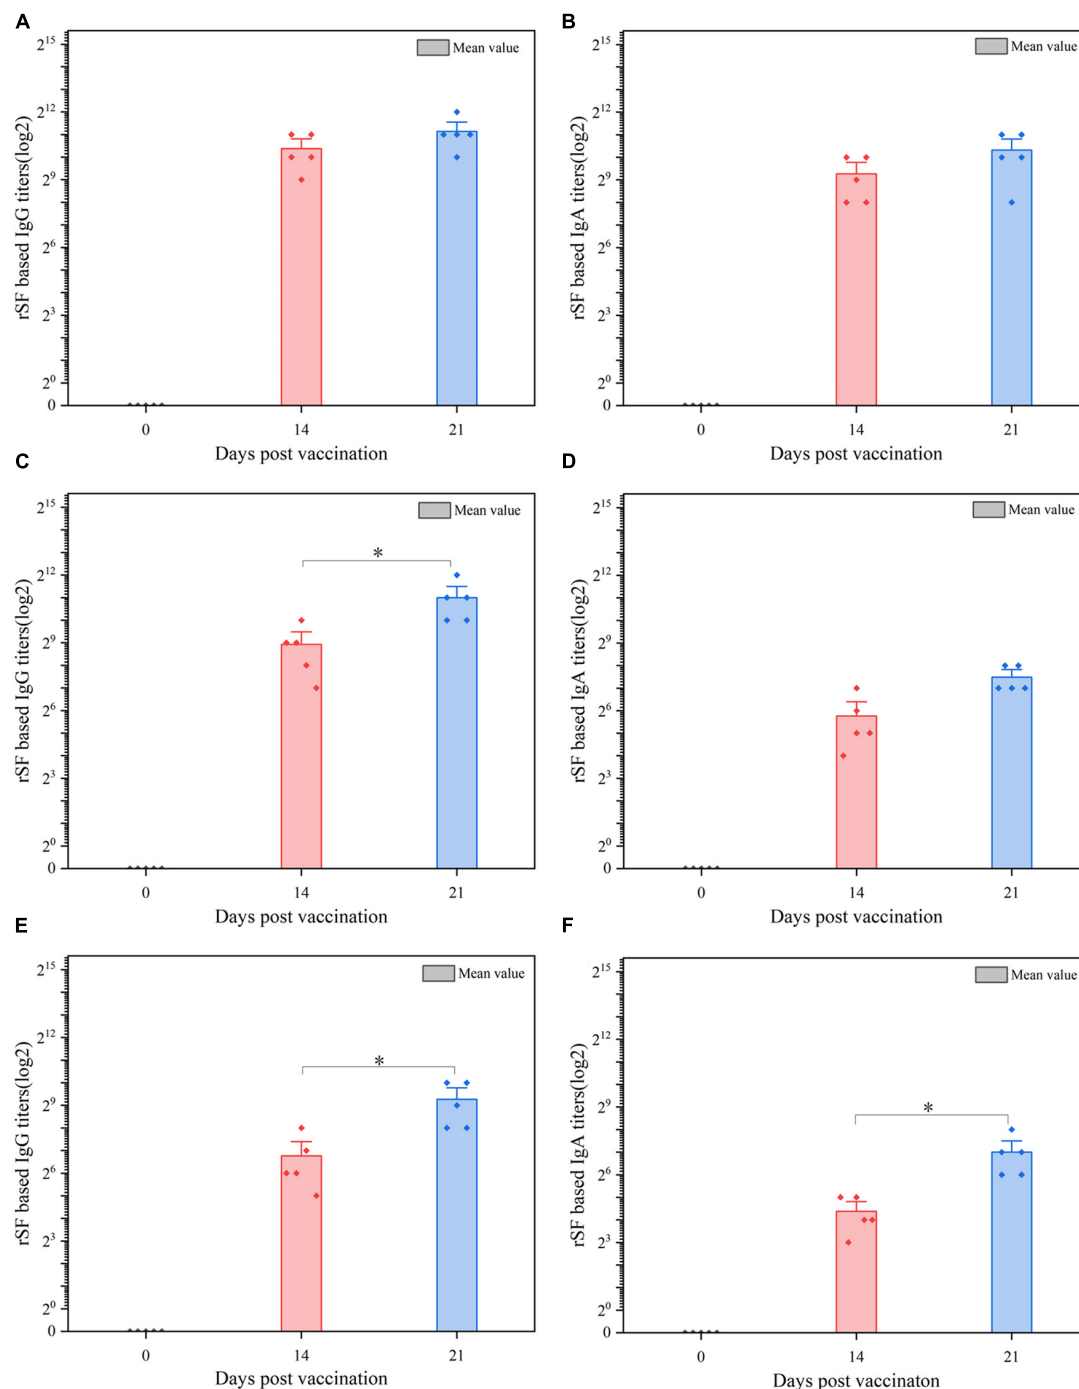 A
rSF based IgG titers(log2)
2^15
2^12
2^9
2^6
2^3
2^0
0
Mean value
0 14 21
Days post vaccination
B
rSF based IgA titers(log2)
2^15
2^12
2^9
2^6
2^3
2^0
0
Mean value
0 14 21
Days post vaccination
C
rSF based IgG titers(log2)
2^15
2^12
2^9
2^6
2^3
2^0
0
Mean value
*
0 14 21
Days post vaccination
D
rSF based IgA titers(log2)
2^15
2^12
2^9
2^6
2^3
2^0
0
Mean value
0 14 21
Days post vaccination
E
rSF based IgG titers(log2)
2^15
2^12
2^9
2^6
2^3
2^0
0
Mean value
*
0 14 21
Days post vaccination
F
rSF based IgA titers(log2)
2^15
2^12
2^9
2^6
2^3
2^0
0
Mean value
*
0 14 21
Days post vaccinaton